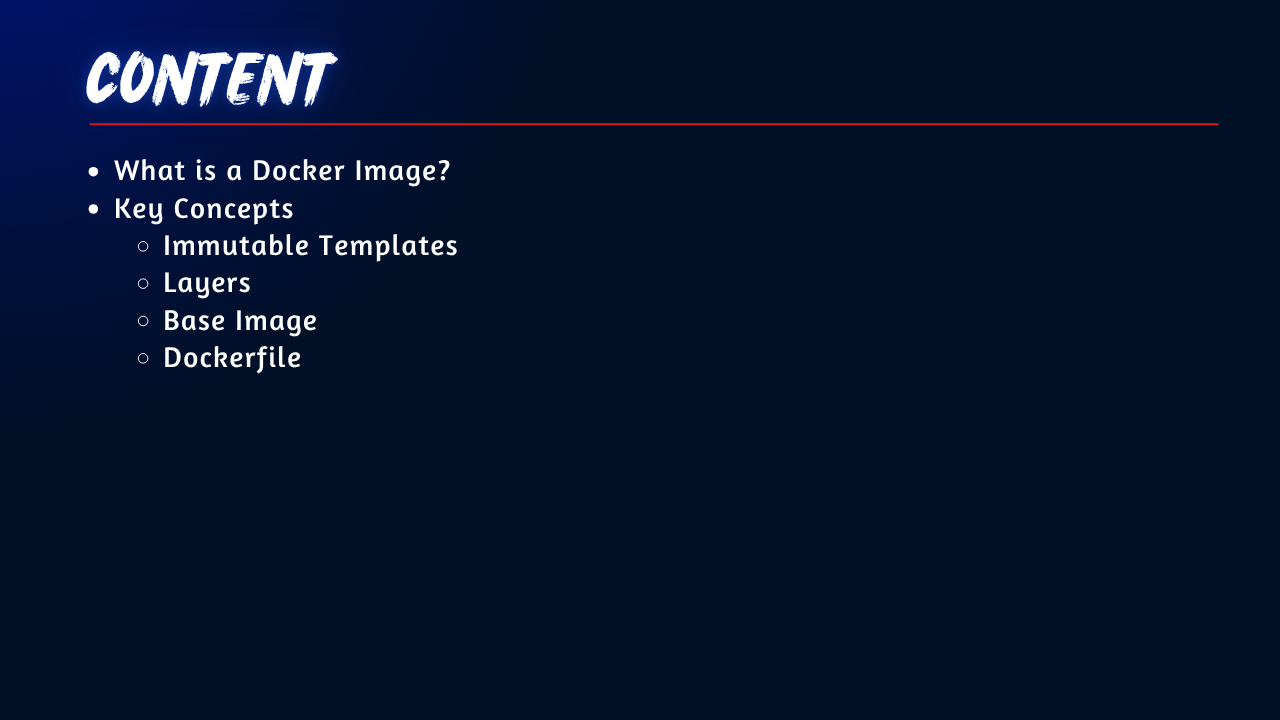 CONTENT
What is a Docker Image?
Key Concepts
Immutable Templates
Layers
Base Image
Dockerfile